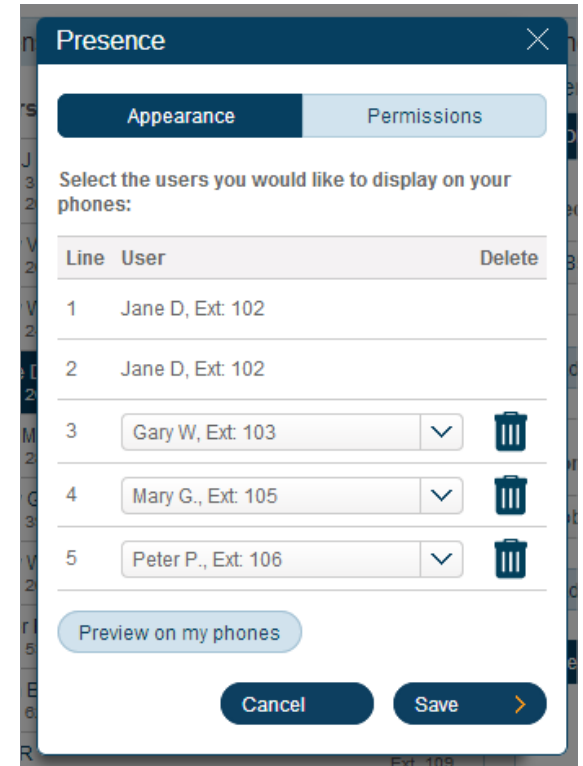 Presence
Appearance Permissions
Select the users you would like to display on your
phones:
Line User Delete
1 Jane D, Ext: 102
2 Jane D, Ext: 102
3 Gary W, Ext: 103
4 Mary G., Ext: 105
5 Peter P., Ext: 106
Preview on my phones
Cancel Save
Ext. 109